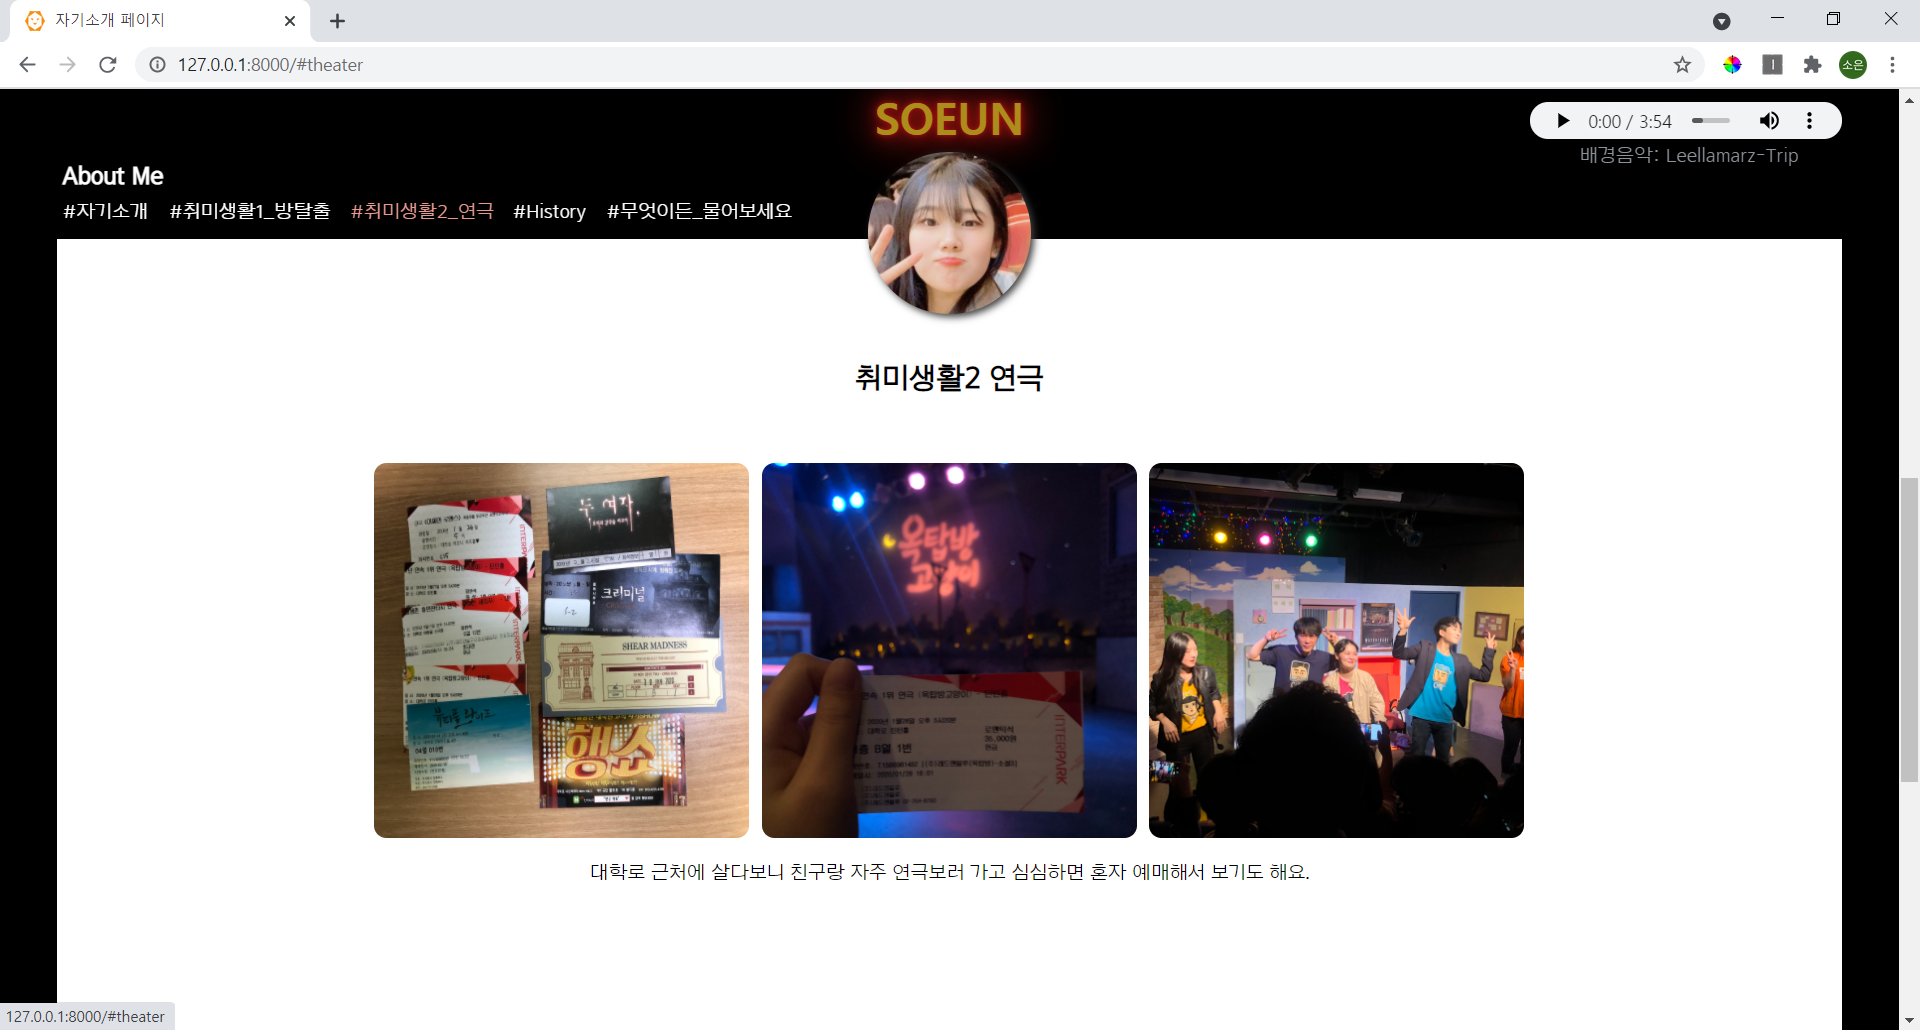 자기소개 페이지
127.0.0.1:8000/#theater
소은
SOEUN
0:00 / 3:54
배경음악: Leellamarz-Trip
About Me
#자기소개 #취미생활1_방탈출 #취미생활2_연극 #History #무엇이든_물어보세요
취미생활2 연극
두 여자.
INTERPARK
크리미널
SHEAR MADNESS
행쇼
옥탑방
고양이
INTERPARK
대학로 근처에 살다보니 친구랑 자주 연극보러 가고 심심하면 혼자 예매해서 보기도 해요.
127.0.0.1:8000/#theater